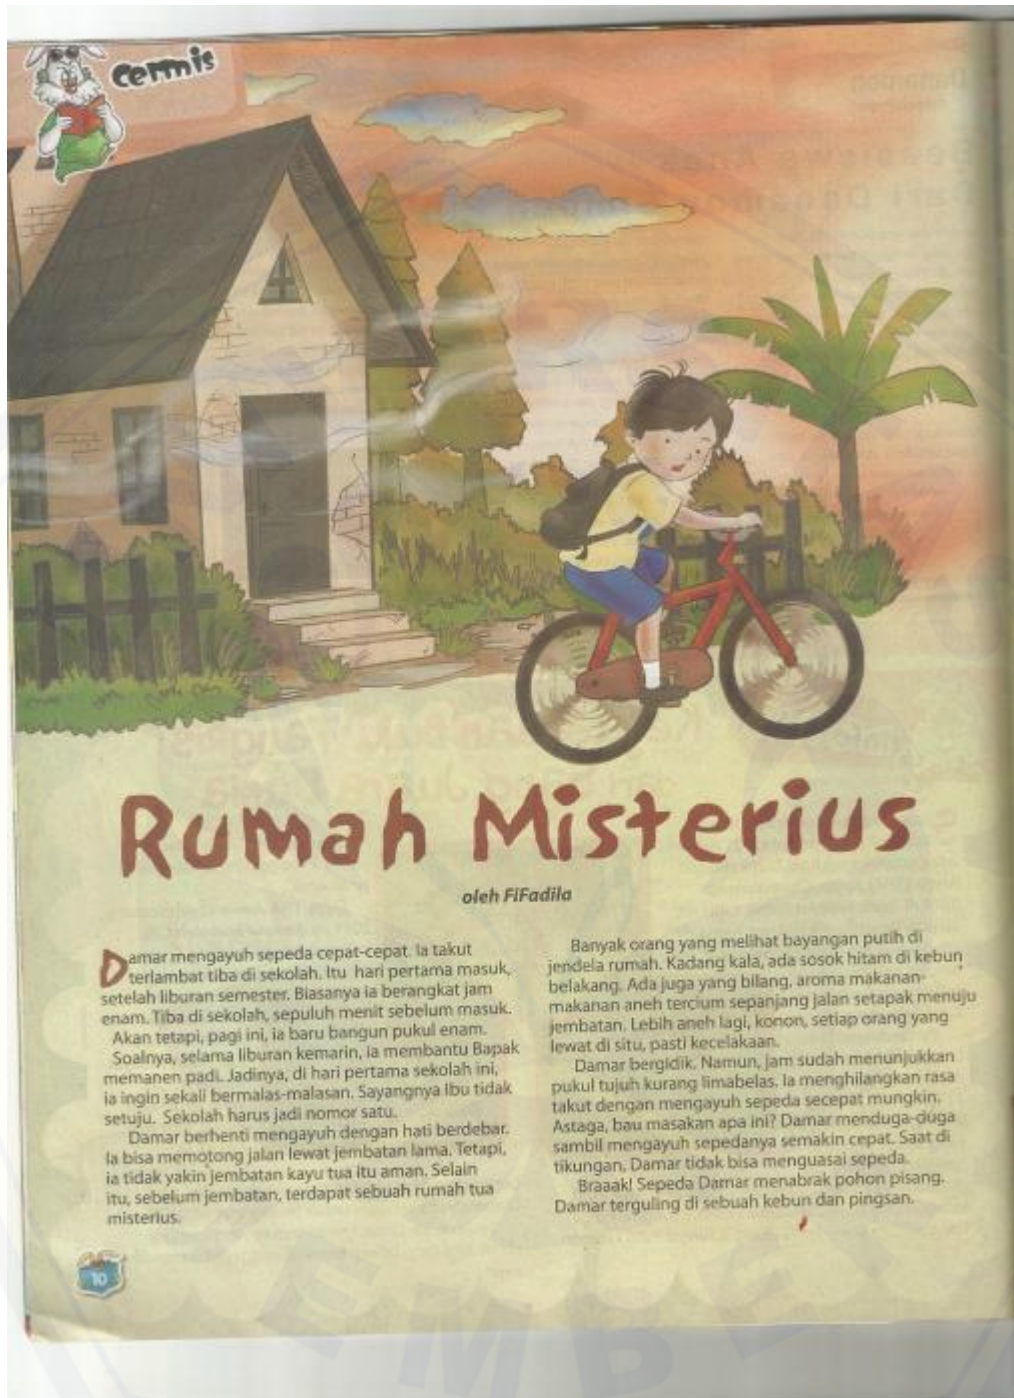 cermis
Rumah Misterius
oleh FiFadila
Damar mengayuh sepeda cepat-cepat. Ia takut
terlambat tiba di sekolah. Itu hari pertama masuk,
setelah liburan semester. Biasanya ia berangkat jam
enam. Tiba di sekolah, sepuluh menit sebelum masuk.
Akan tetapi, pagi ini, ia baru bangun pukul enam.
Soalnya, selama liburan kemarin, ia membantu Bapak
memanen padi. Jadinya, di hari pertama sekolah ini,
ia ingin sekali bermalas-malasan. Sayangnya Ibu tidak
setuju. Sekolah harus jadi nomor satu.
Damar berhenti mengayuh dengan hati berdebar.
Ia bisa memotong jalan lewat jembatan lama. Tetapi,
ia tidak yakin jembatan kayu tua itu aman. Selain
itu, sebelum jembatan, terdapat sebuah rumah tua
misterius.
Banyak orang yang melihat bayangan putih di
jendela rumah. Kadang kala, ada sosok hitam di kebun
belakang. Ada juga yang bilang, aroma makanan-
makanan aneh tercium sepanjang jalan setapak menuju
jembatan. Lebih aneh lagi, konon, setiap orang yang
lewat di situ, pasti kecelakaan.
Damar bergidik. Namun, jam sudah menunjukkan
pukul tujuh kurang limabelas. Ia menghilangkan rasa
takut dengan mengayuh sepeda secepat mungkin.
Astaga, bau masakan apa ini? Damar menduga-duga
sambil mengayuh sepedanya semakin cepat. Saat di
tikungan, Damar tidak bisa menguasai sepeda.
Braaak! Sepeda Damar menabrak pohon pisang.
Damar terguling di sebuah kebun dan pingsan.
10